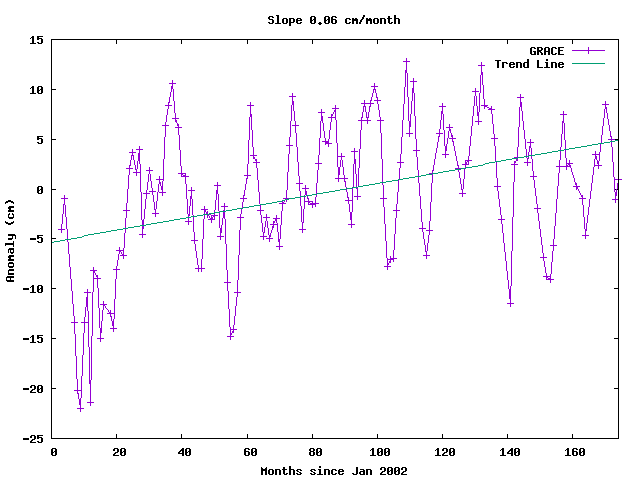 Slope 0.06 cm/month
GRACE
Trend Line
15
10
5
0
-5
-10
-15
-20
-25
Anomaly (cm)
0 20 40 60 80 100 120 140 160
Months since Jan 2002